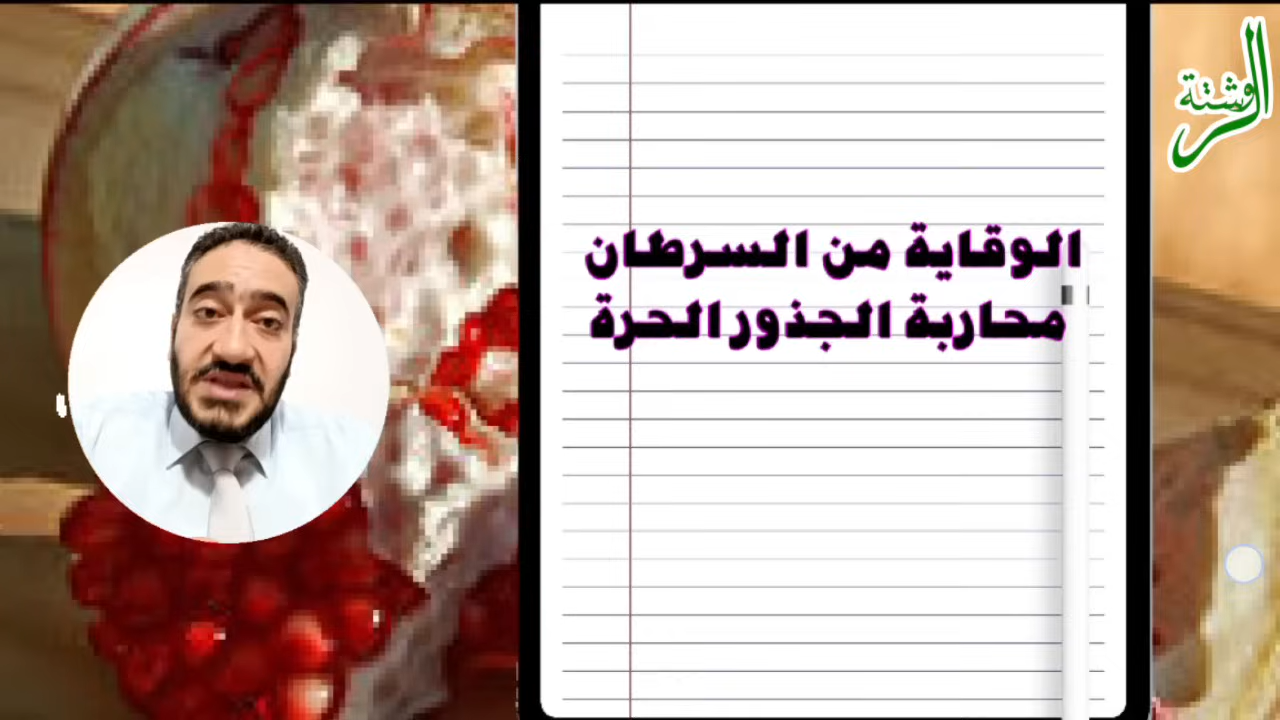 الروشتة
الوقاية من السرطان
محاربة الجذور الحرة